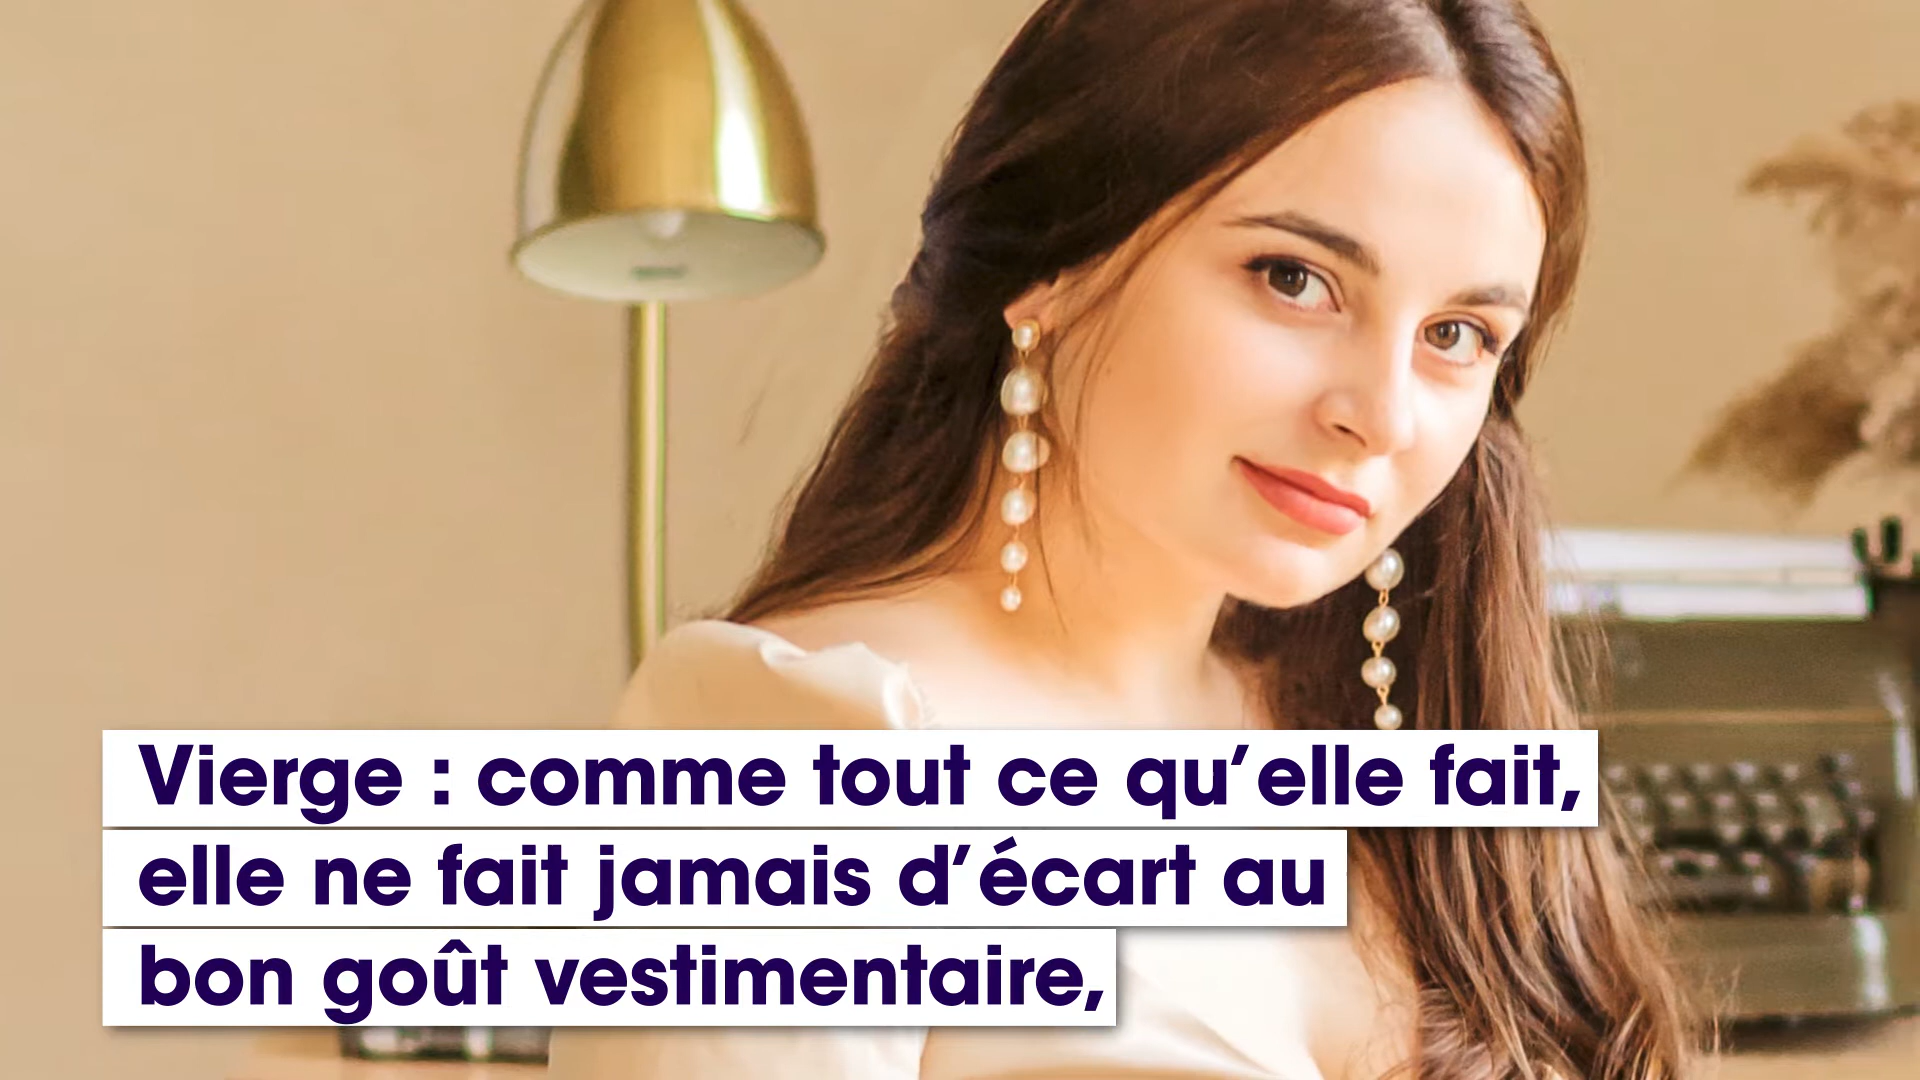 Vierge : comme tout ce qu’elle fait,
elle ne fait jamais d’écart au
bon goût vestimentaire,